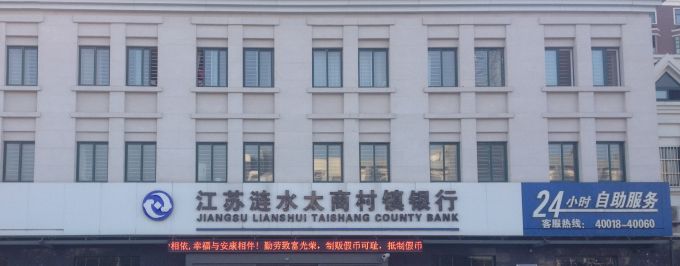 江苏涟水太商村镇银行
JIANGSU LIANSHUI TAISHANG COUNTY BANK
24小时 自助服务
客服热线: 40018-40060
相依,幸福与安康相伴!勤劳致富光荣,制贩假币可耻,抵制假币